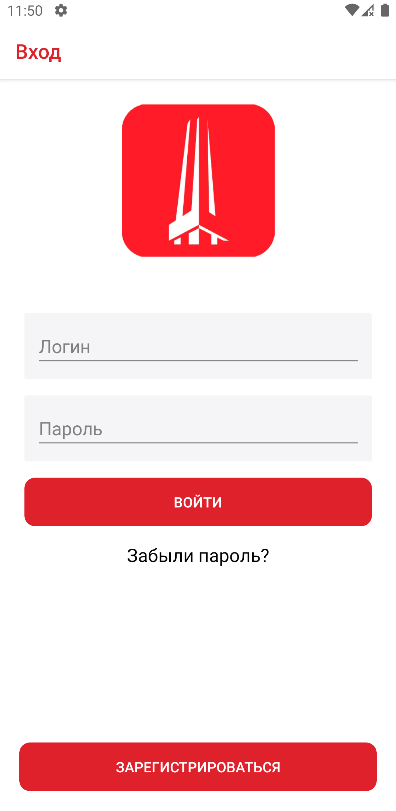 11:50
Вход
Логин
Пароль
ВОЙТИ
Забыли пароль?
ЗАРЕГИСТРИРОВАТЬСЯ